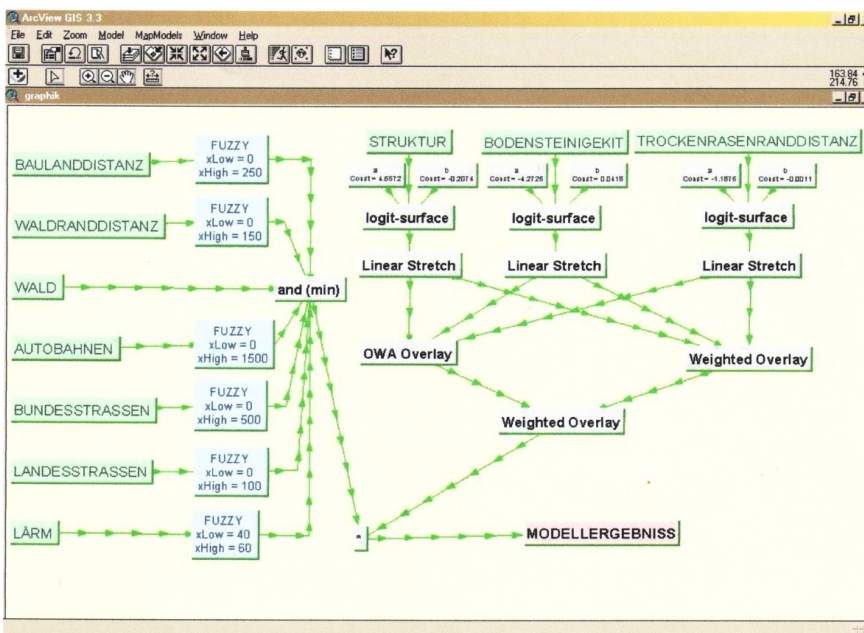 ArcView GIS 3.3
File Edit Zoom Model MapModels Window Help
163.84
214.76
graphik
BAULANDDISTANZ
FUZZY
xLow = 0
xHigh = 250
WALDRANDDISTANZ
FUZZY
xLow = 0
xHigh = 150
WALD
AUTOBAHNEN
FUZZY
xLow = 0
xHigh = 1500
BUNDESSTRASSEN
FUZZY
xLow = 0
xHigh = 500
LANDESSTRASSEN
FUZZY
xLow = 0
xHigh = 100
LÄRM
FUZZY
xLow = 40
xHigh = 60
and (min)
STRUKTUR
a
Const= 4.6672
b
Const= -0.2074
logit-surface
Linear Stretch
OWA Overlay
BODENSTEINIGEKIT
a
Const= -4.2726
b
Const= 0.0418
logit-surface
Linear Stretch
TROCKENRASENRANDDISTANZ
a
Const= -1.1876
b
Const= -0.0011
logit-surface
Linear Stretch
Weighted Overlay
Weighted Overlay
*
MODELLERGEBNISS